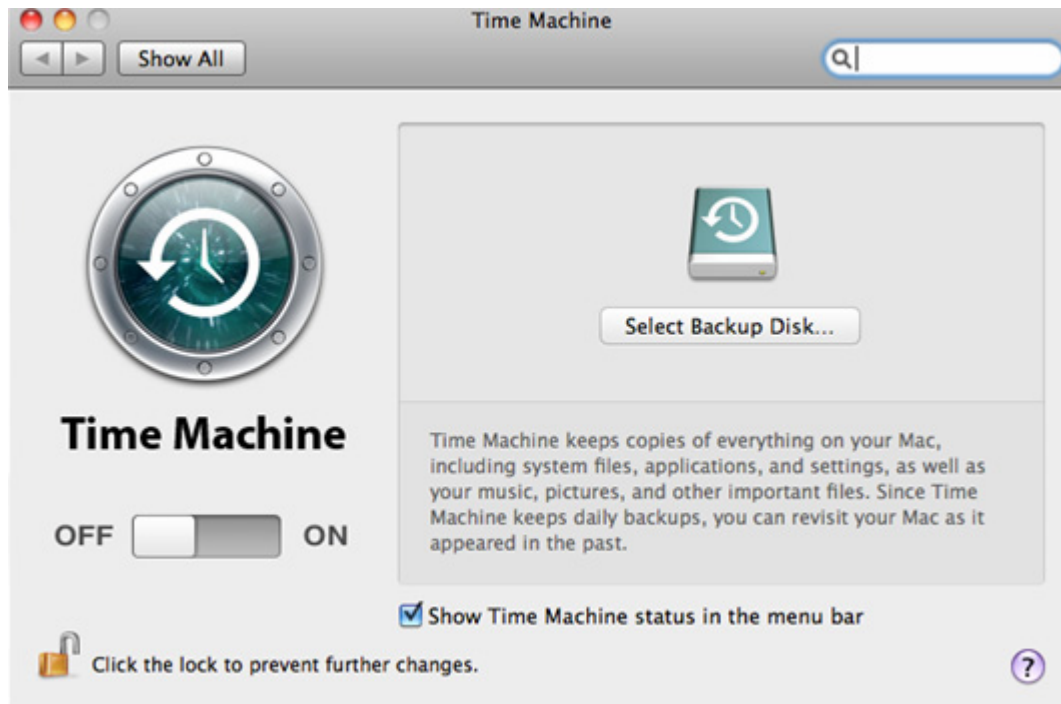 Time Machine
Show All
Select Backup Disk...
Time Machine
Time Machine keeps copies of everything on your Mac,
including system files, applications, and settings, as well as
your music, pictures, and other important files. Since Time
Machine keeps daily backups, you can revisit your Mac as it
appeared in the past.
OFF ON
Show Time Machine status in the menu bar
Click the lock to prevent further changes.
?